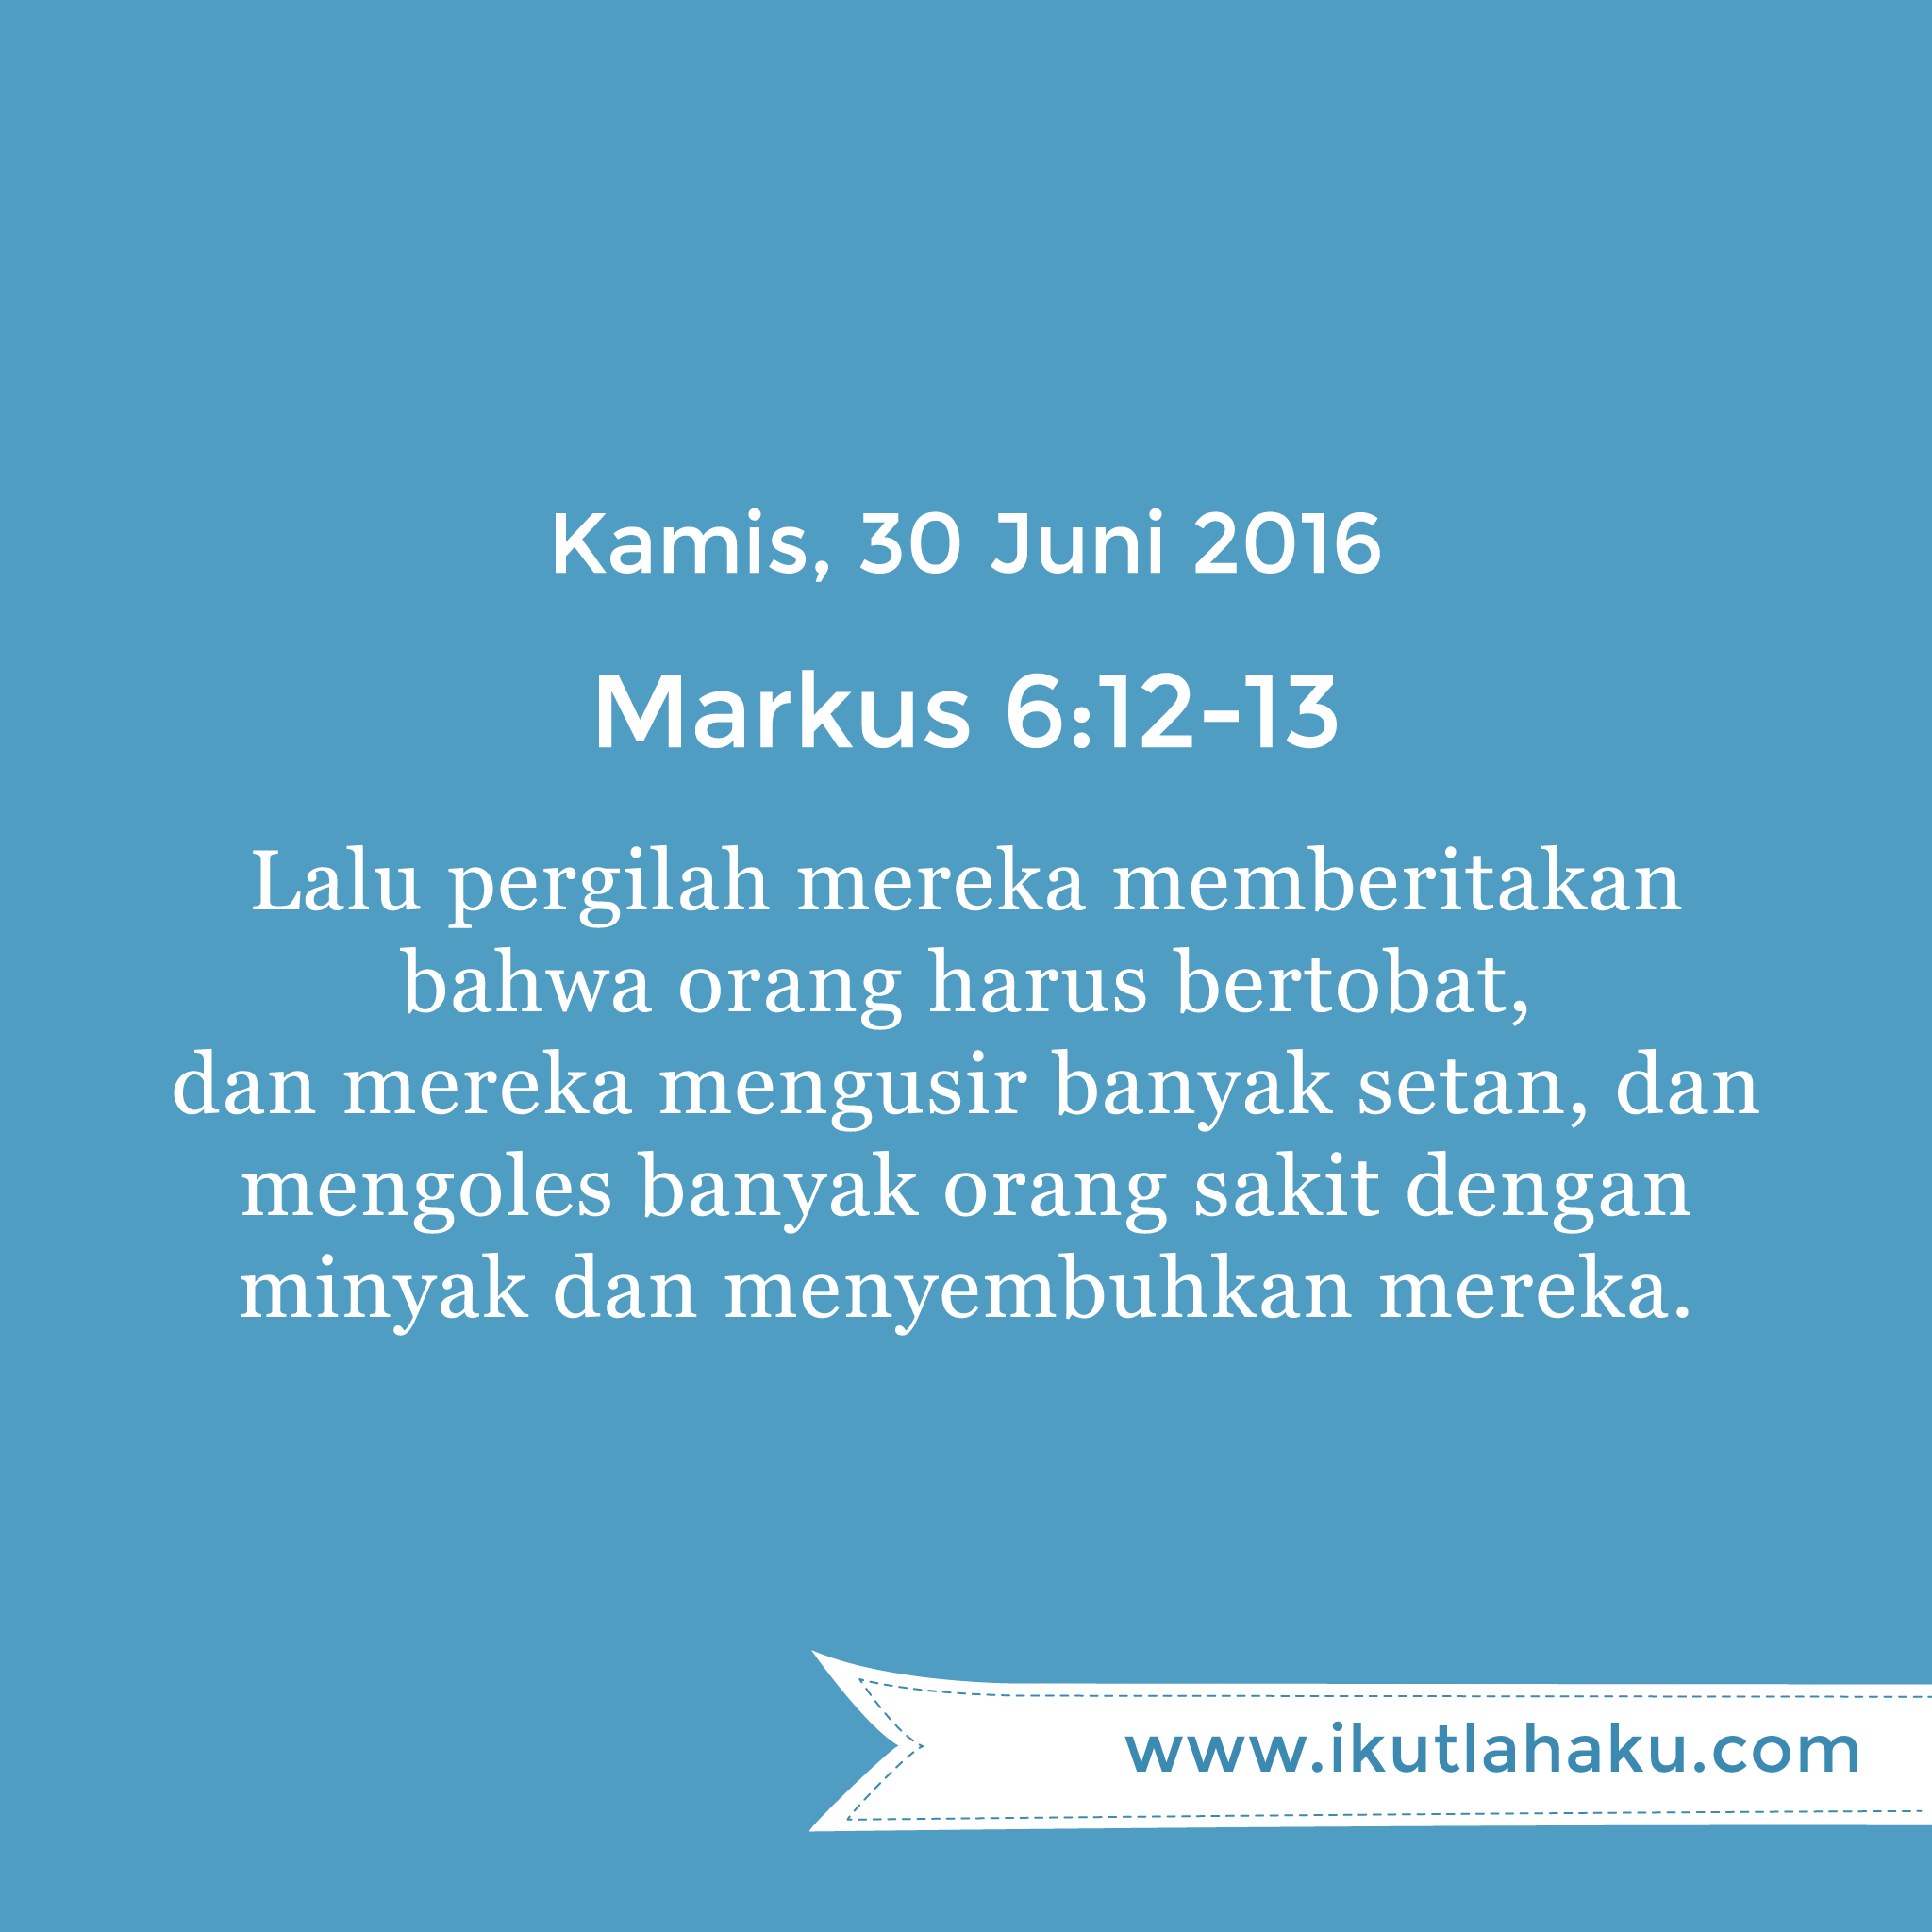 Kamis, 30 Juni 2016
Markus 6:12-13
Lalu pergilah mereka memberitakan
bahwa orang harus bertobat,
dan mereka mengusir banyak setan, dan
mengoles banyak orang sakit dengan
minyak dan menyembuhkan mereka.
www.ikutlahaku.com